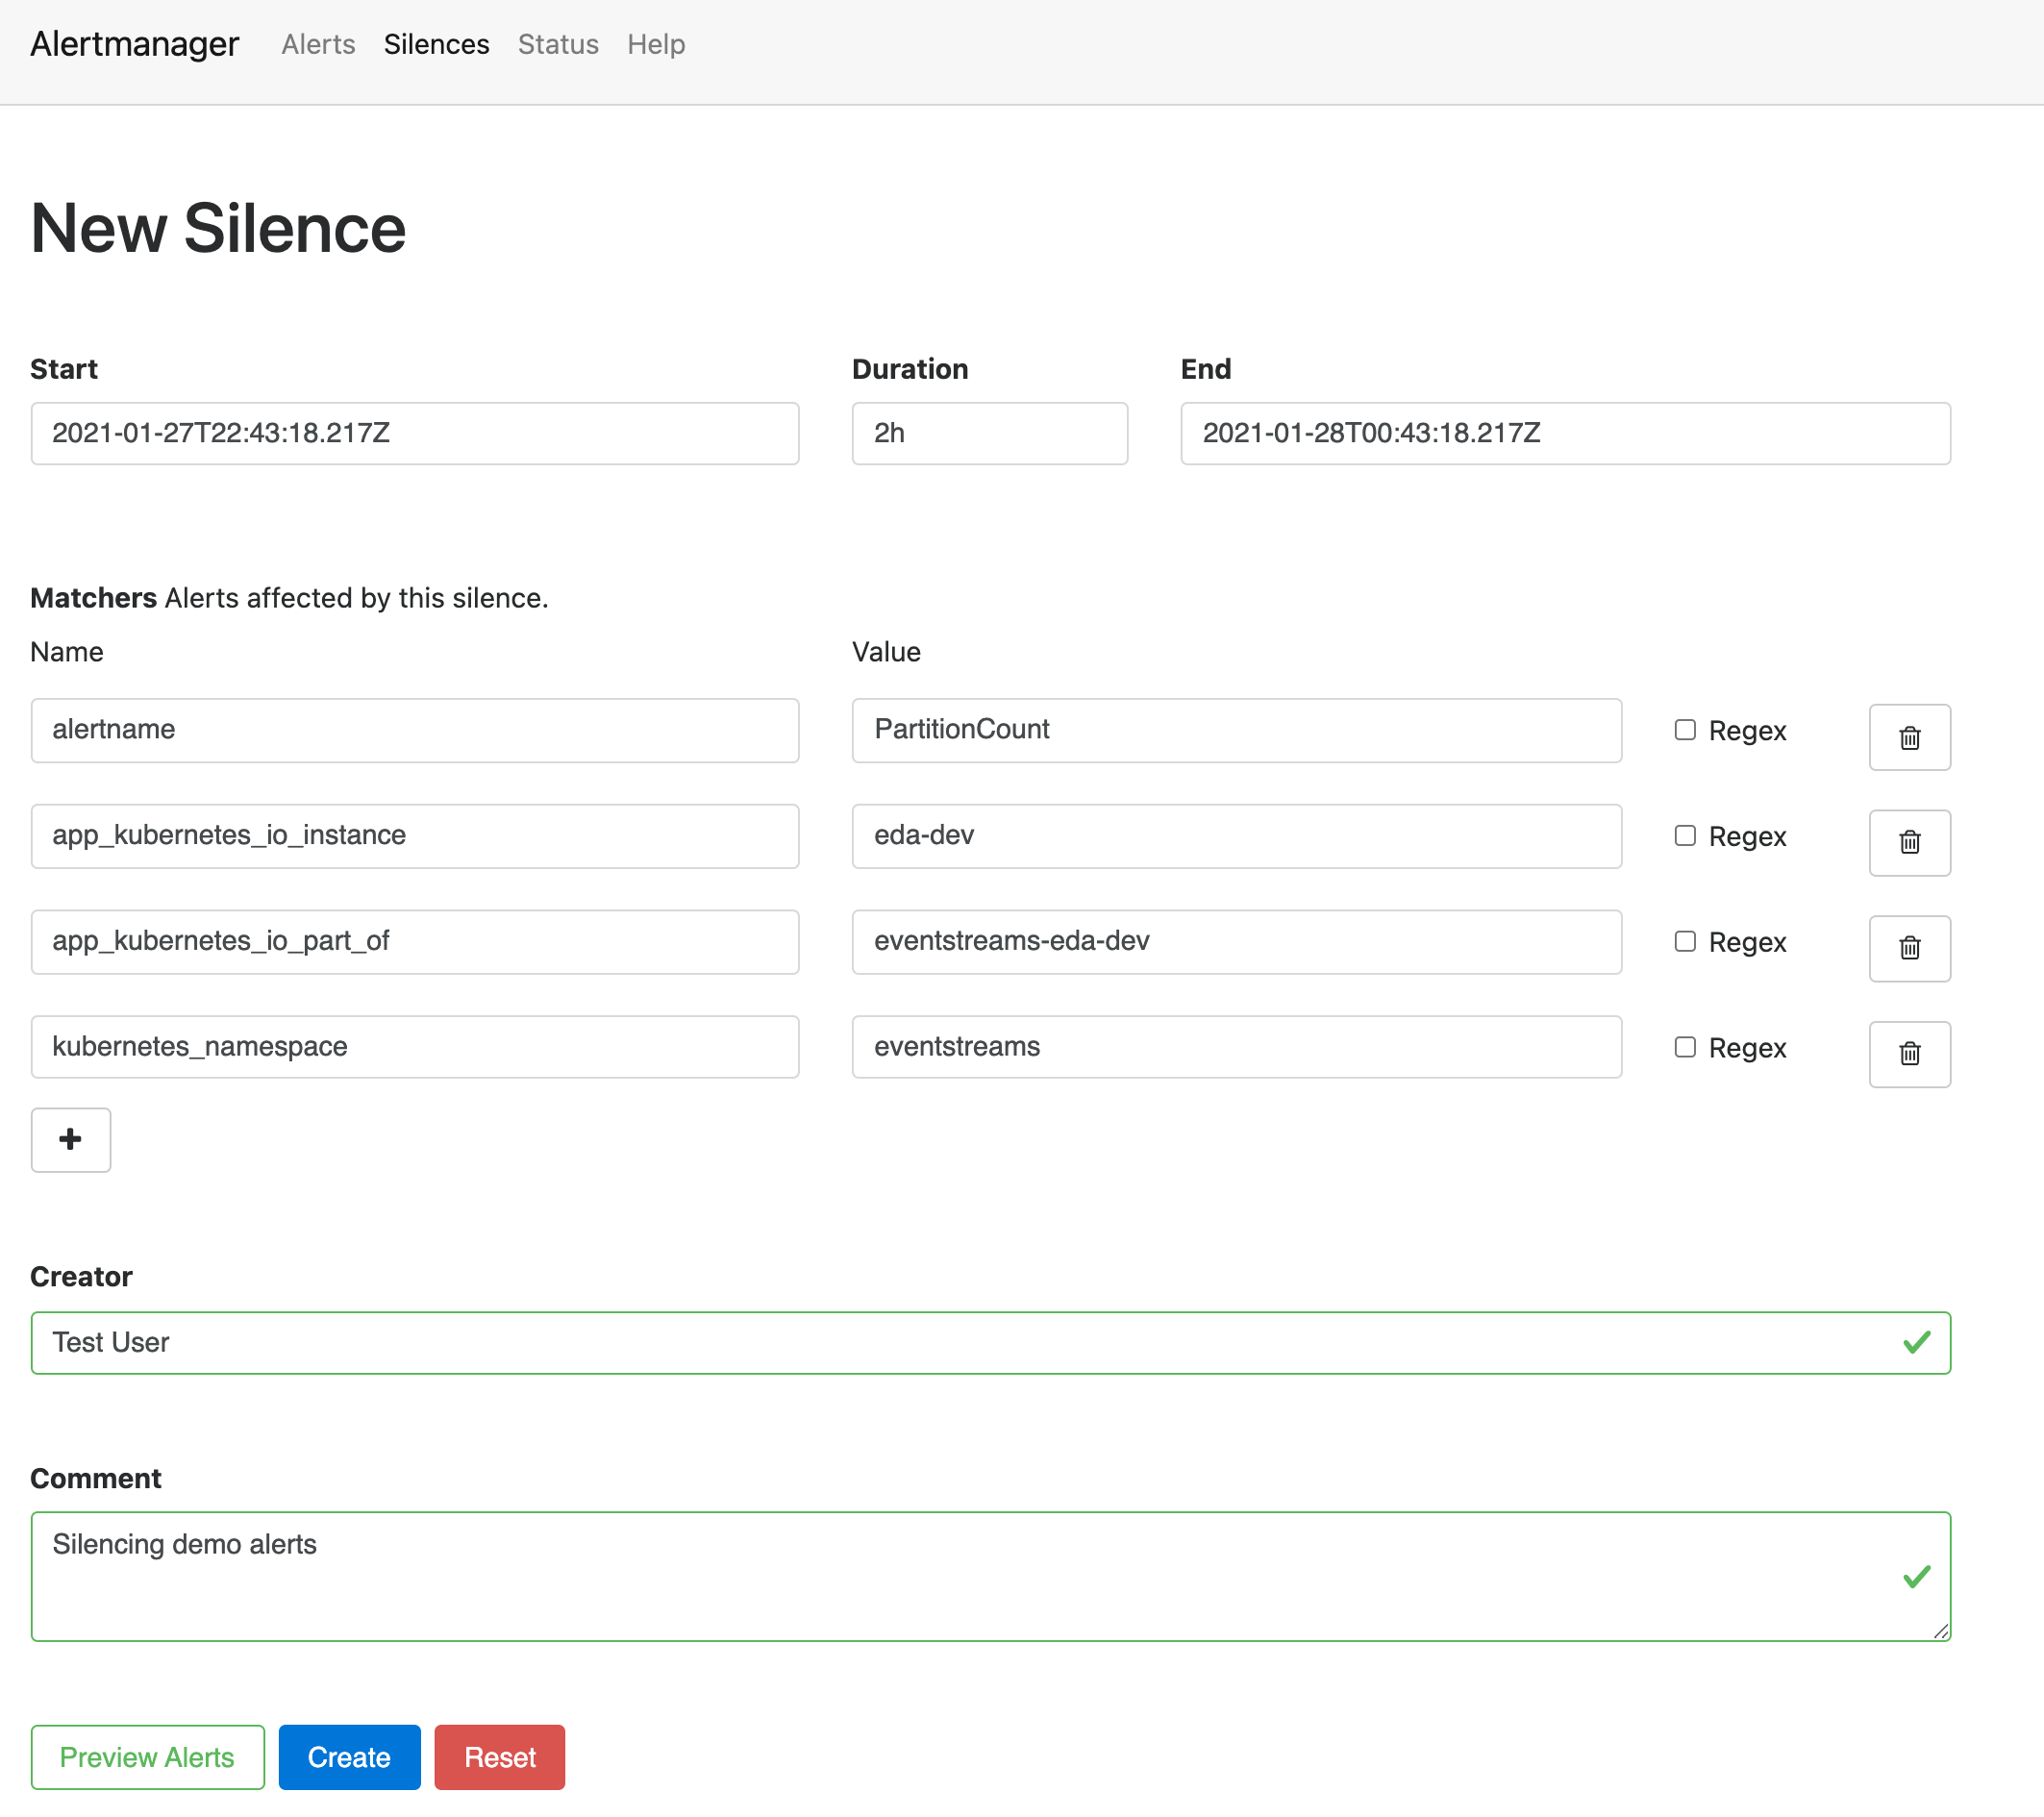 Alertmanager Alerts Silences Status Help
New Silence
Start Duration End
2021-01-27T22:43:18.217Z 2h 2021-01-28T00:43:18.217Z
Matchers Alerts affected by this silence.
Name Value
alertname PartitionCount Regex
app_kubernetes_io_instance eda-dev Regex
app_kubernetes_io_part_of eventstreams-eda-dev Regex
kubernetes_namespace eventstreams Regex
Creator
Test User
Comment
Silencing demo alerts
Preview Alerts Create Reset